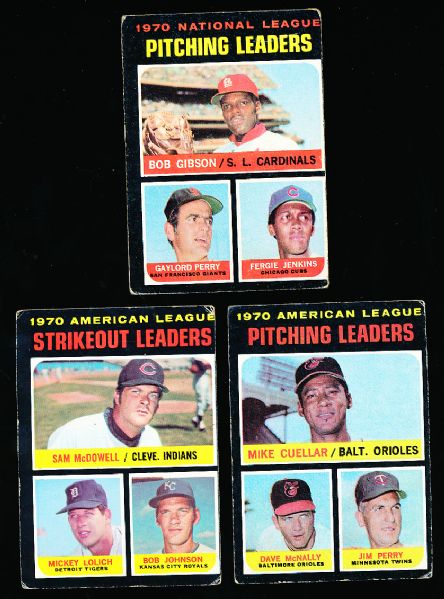 1970 NATIONAL LEAGUE
PITCHING LEADERS
BOB GIBSON / S. L. CARDINALS
GAYLORD PERRY
SAN FRANCISCO GIANTS
FERGIE JENKINS
CHICAGO CUBS
1970 AMERICAN LEAGUE
STRIKEOUT LEADERS
SAM McDOWELL / CLEVE. INDIANS
MICKEY LOLICH
DETROIT TIGERS
BOB JOHNSON
KANSAS CITY ROYALS
1970 AMERICAN LEAGUE
PITCHING LEADERS
MIKE CUELLAR / BALT. ORIOLES
DAVE McNALLY
BALTIMORE ORIOLES
JIM PERRY
MINNESOTA TWINS